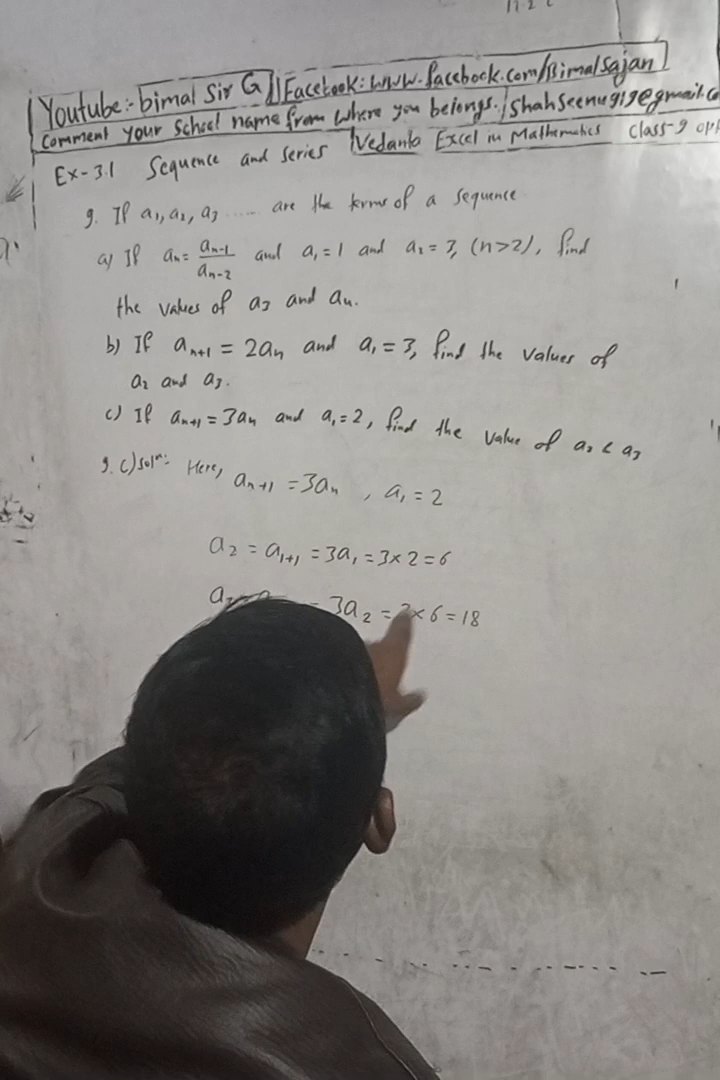 Youtube:- bimal Sir G || Facebook: www.facebook.com/Bimalsajan
Comment your School name from where you belongs. / Shahseenu919@gmail.co
Ex-3.1 Sequence and series Vedanta Excel in Mathematics Class-9 opt
9. If a₁, a₂, a₃ ...... are the terms of a sequence
a) If aₙ = aₙ₋₁/aₙ₋₂ and a₁ = 1 and a₂ = 3, (n>2), find
the values of a₃ and a₄.
b) If aₙ₊₁ = 2aₙ and a₁ = 3, find the values of
a₂ and a₃.
c) If aₙ₊₁ = 3aₙ and a₁ = 2, find the value of a₂ & a₃
9. c) solⁿ: Here, aₙ₊₁ = 3aₙ , a₁ = 2
a₂ = a₁₊₁ = 3a₁ = 3×2 = 6
= 3a₂ = 3×6 = 18